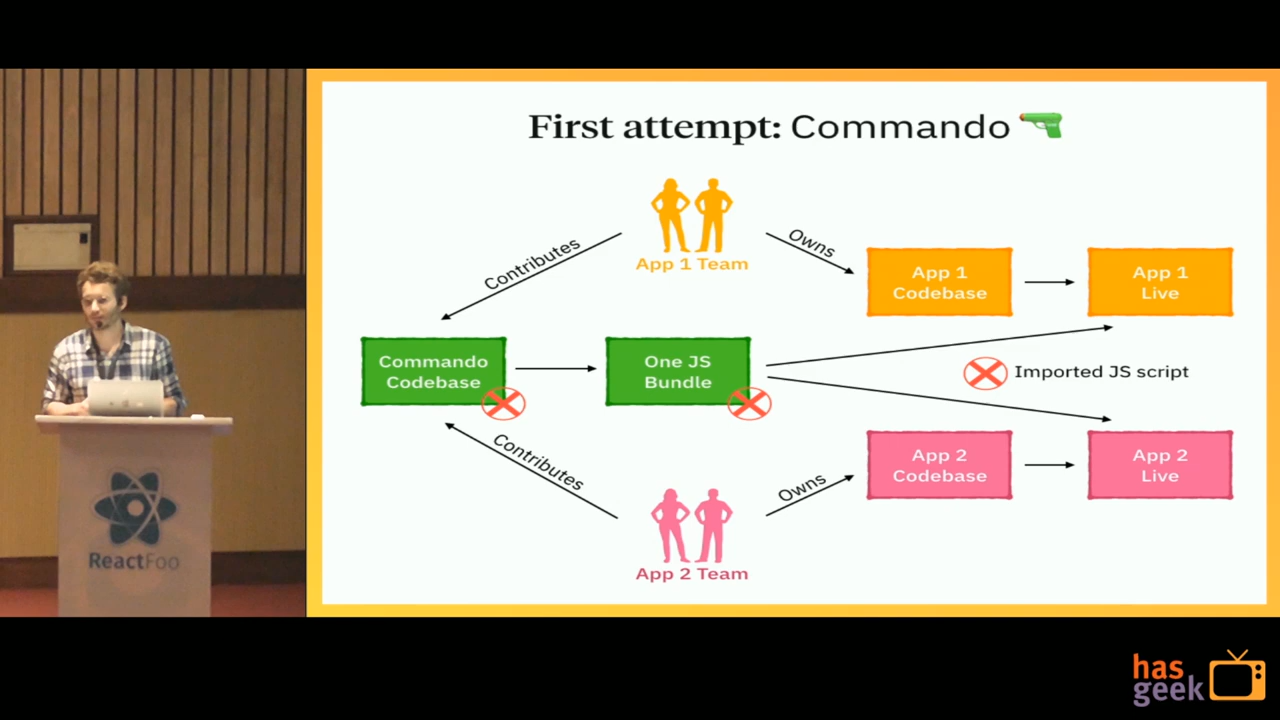 First attempt: Commando
App 1 Team
Contributes
Owns
App 1
Codebase
App 1
Live
Commando
Codebase
One JS
Bundle
Imported JS script
Contributes
Owns
App 2
Codebase
App 2
Live
App 2 Team
ReactFoo
has
geek